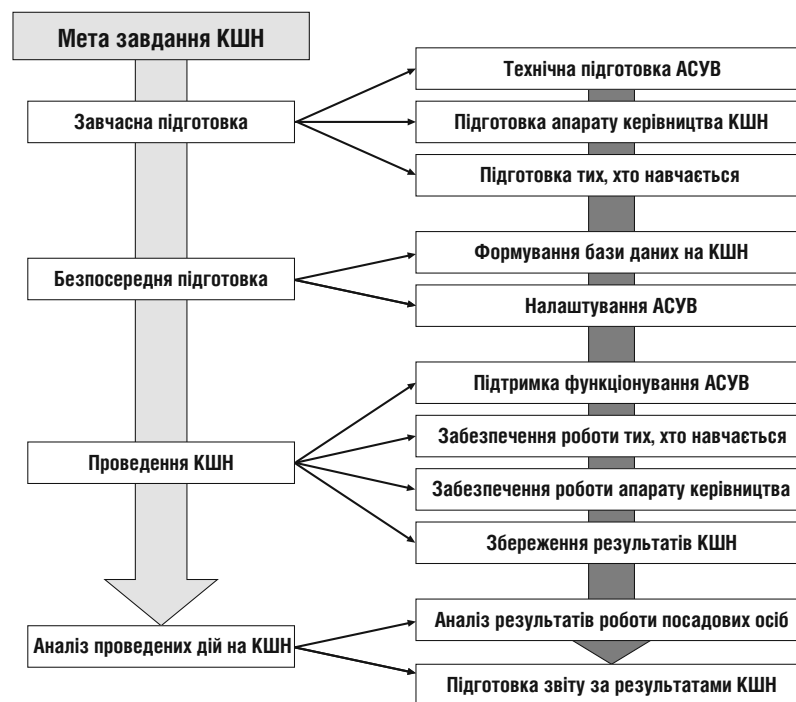 Мета завдання КШН
Завчасна підготовка
Технічна підготовка АСУВ
Підготовка апарату керівництва КШН
Підготовка тих, хто навчається
Безпосередня підготовка
Формування бази даних на КШН
Налаштування АСУВ
Проведення КШН
Підтримка функціонування АСУВ
Забезпечення роботи тих, хто навчається
Забезпечення роботи апарату керівництва
Збереження результатів КШН
Аналіз проведених дій на КШН
Аналіз результатів роботи посадових осіб
Підготовка звіту за результатами КШН